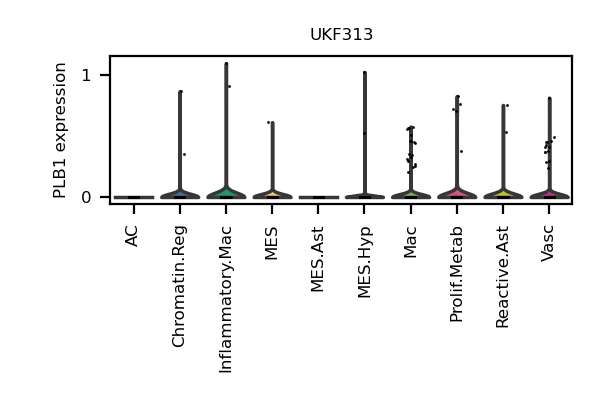 UKF313
PLB1 expression
1
0
AC
Chromatin.Reg
Inflammatory.Mac
MES
MES.Ast
MES.Hyp
Mac
Prolif.Metab
Reactive.Ast
Vasc